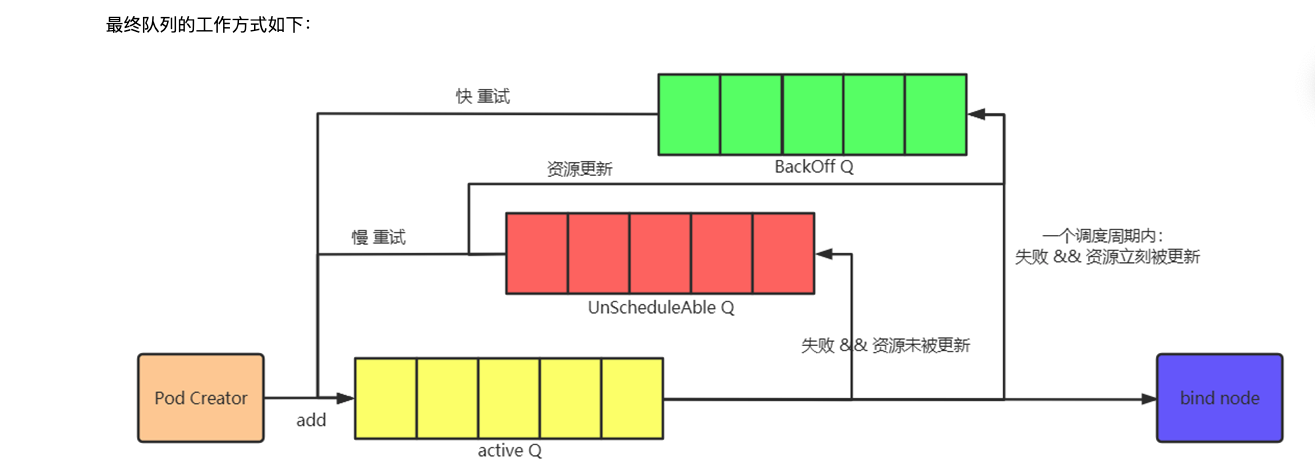 最终队列的工作方式如下：
快 重试
BackOff Q
资源更新
慢 重试
一个调度周期内：
失败 && 资源立刻被更新
UnScheduleAble Q
失败 && 资源未被更新
Pod Creator
add
active Q
bind node